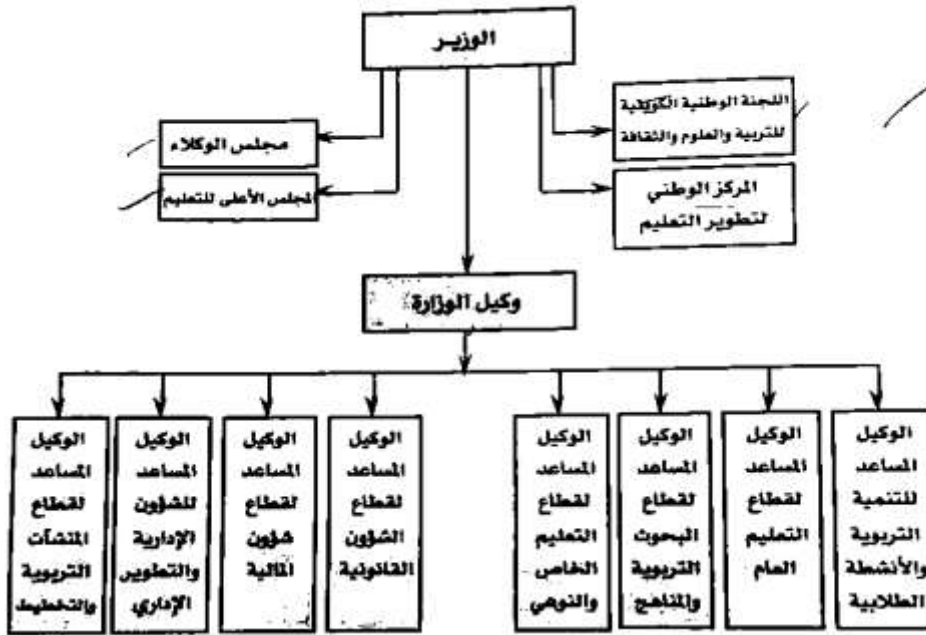 الوزير
اللجنة الوطنية الكويتية
للتربية والعلوم والثقافة
المركز الوطني
لتطوير التعليم
مجلس الوكلاء
المجلس الأعلى للتعليم
وكيل الوزارة
الوكيل
المساعد
للتنمية
التربوية
والأنشطة
الطلابية
الوكيل
المساعد
لقطاع
التعليم
العام
الوكيل
المساعد
لقطاع
البحوث
التربوية
والمناهج
الوكيل
المساعد
لقطاع
التعليم
الخاص
والنوعي
الوكيل
المساعد
لقطاع
الشؤون
القانونية
الوكيل
المساعد
لقطاع
شؤون
المالية
الوكيل
المساعد
للشؤون
الإدارية
والتطوير
الإداري
الوكيل
المساعد
لقطاع
المنشآت
التربوية
والتخطيط